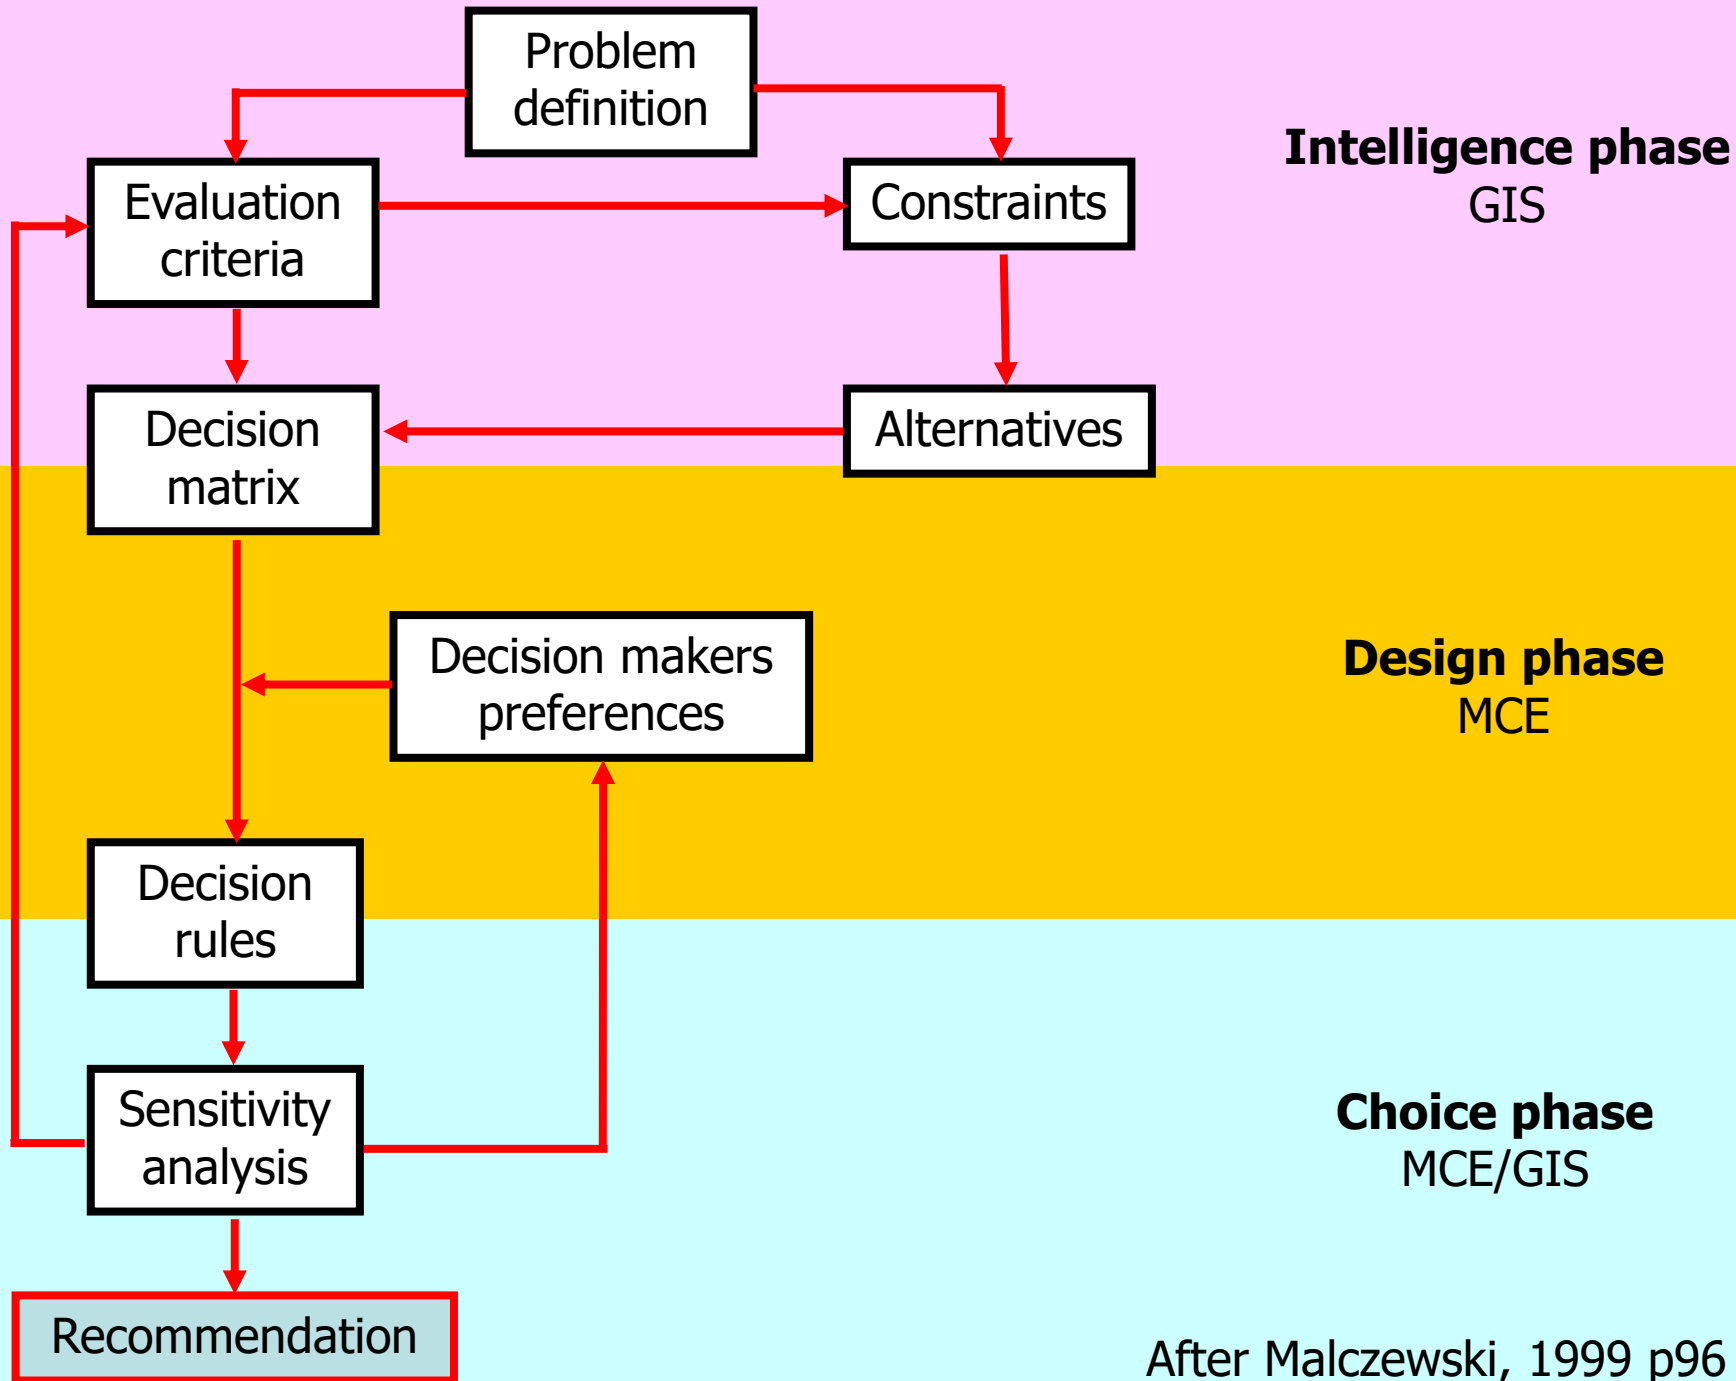 Problem
definition
Intelligence phase
GIS
Evaluation
criteria
Constraints
Decision
matrix
Alternatives
Decision makers
preferences
Design phase
MCE
Decision
rules
Sensitivity
analysis
Choice phase
MCE/GIS
Recommendation
After Malczewski, 1999 p96